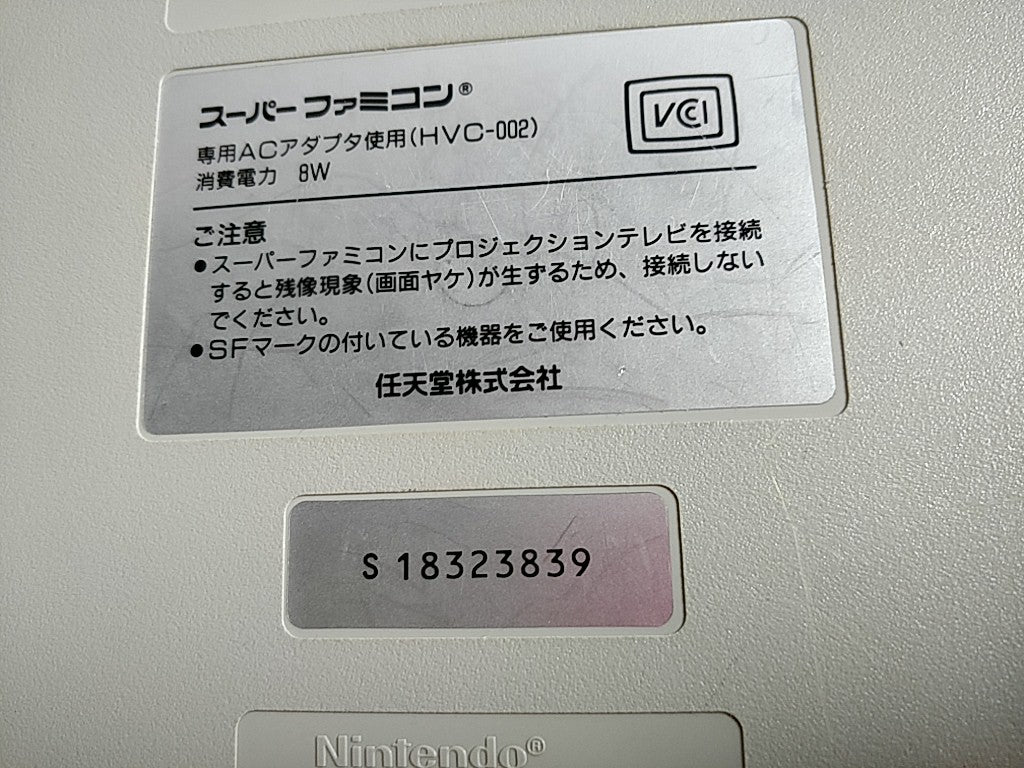 スーパーファミコン®
専用ACアダプタ使用(HVC-002)
消費電力 8W
VCI
ご注意
●スーパーファミコンにプロジェクションテレビを接続
すると残像現象(画面ヤケ)が生ずるため、接続しない
でください。
●SFマークの付いている機器をご使用ください。
任天堂株式会社
S 18323839
Nintendo®